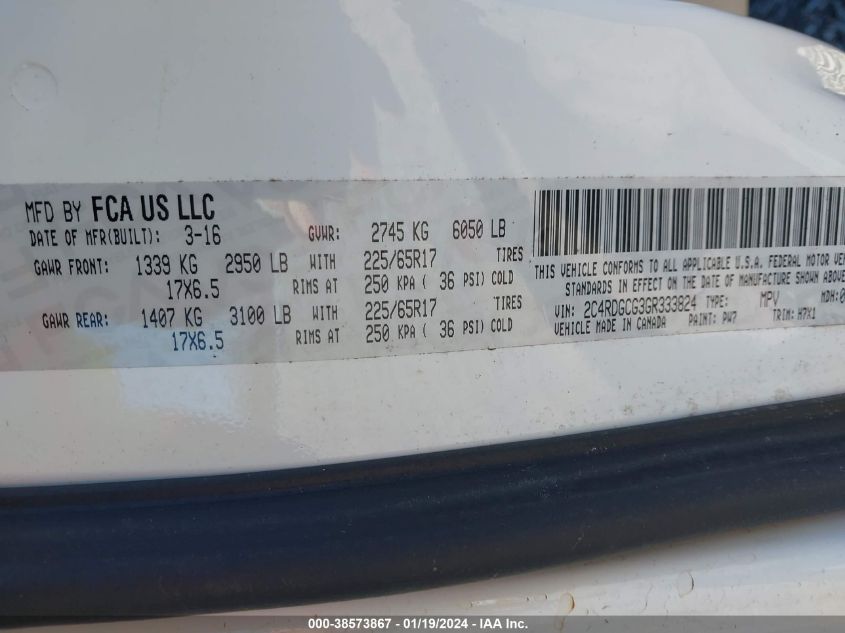 MFD BY FCA US LLC
DATE OF MFR(BUILT): 3-16 GVWR: 2745 KG 6050 LB
GAWR FRONT: 1339 KG 2950 LB WITH 225/65R17 TIRES
17X6.5 RIMS AT 250 KPA ( 36 PSI) COLD
GAWR REAR: 1407 KG 3100 LB WITH 225/65R17 TIRES
17X6.5 RIMS AT 250 KPA ( 36 PSI) COLD
THIS VEHICLE CONFORMS TO ALL APPLICABLE U.S.A. FEDERAL MOTOR
STANDARDS IN EFFECT ON THE DATE OF MANUFACTURE SHOWN ABOVE
VIN: 2C4RDGCG3GR333824 TYPE: MPV MDH:0
VEHICLE MADE IN CANADA PAINT: PW7 TRIM: H7X1
000-38573867 - 01/19/2024 - IAA Inc.